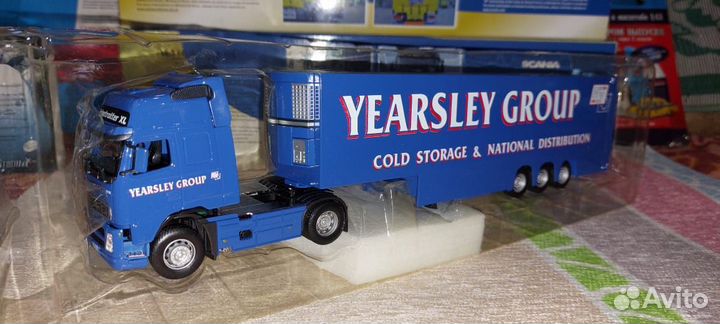 SCANIA
Globetrotter XL
YEARSLEY GROUP
COLD STORAGE & NATIONAL DISTRIBUTION
YEARSLEY GROUP
Avito